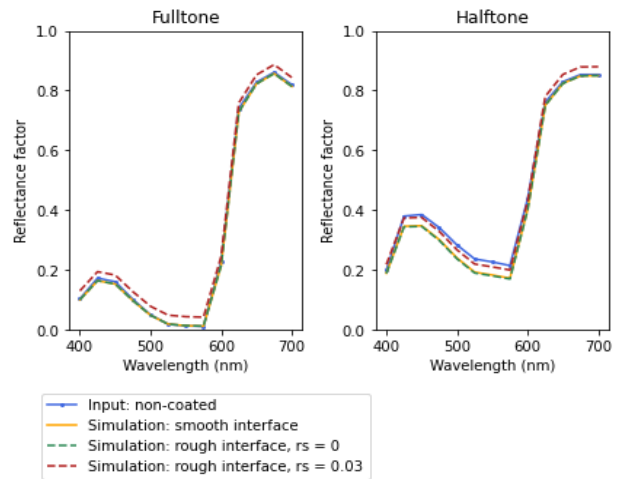 Fulltone
Halftone
1.0
0.8
0.6
0.4
0.2
0.0
Reflectance factor
400
500
600
700
Wavelength (nm)
1.0
0.8
0.6
0.4
0.2
0.0
Reflectance factor
400
500
600
700
Wavelength (nm)
Input: non-coated
Simulation: smooth interface
Simulation: rough interface, rs = 0
Simulation: rough interface, rs = 0.03